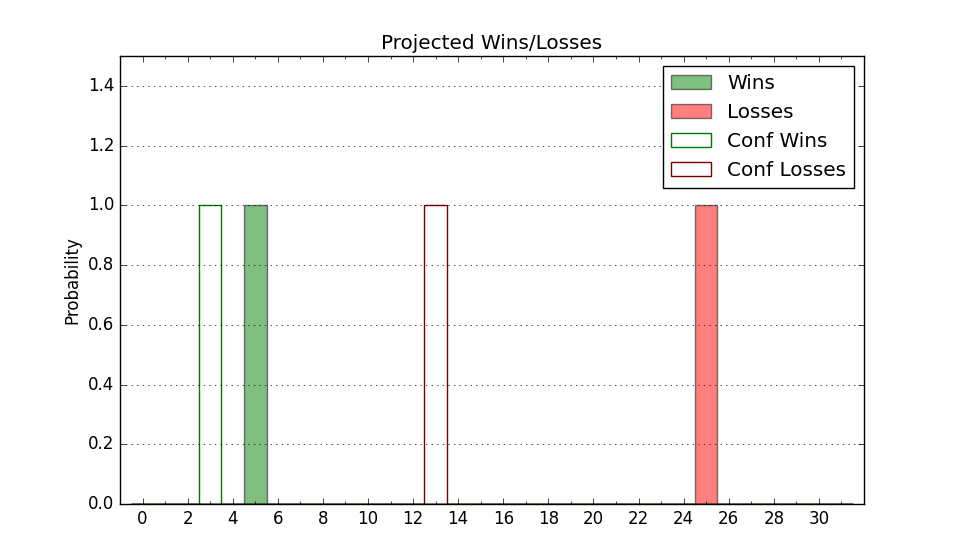 Projected Wins/Losses
Wins
Losses
Conf Wins
Conf Losses
Probability
1.4
1.2
1.0
0.8
0.6
0.4
0.2
0.0
0 2 4 6 8 10 12 14 16 18 20 22 24 26 28 30